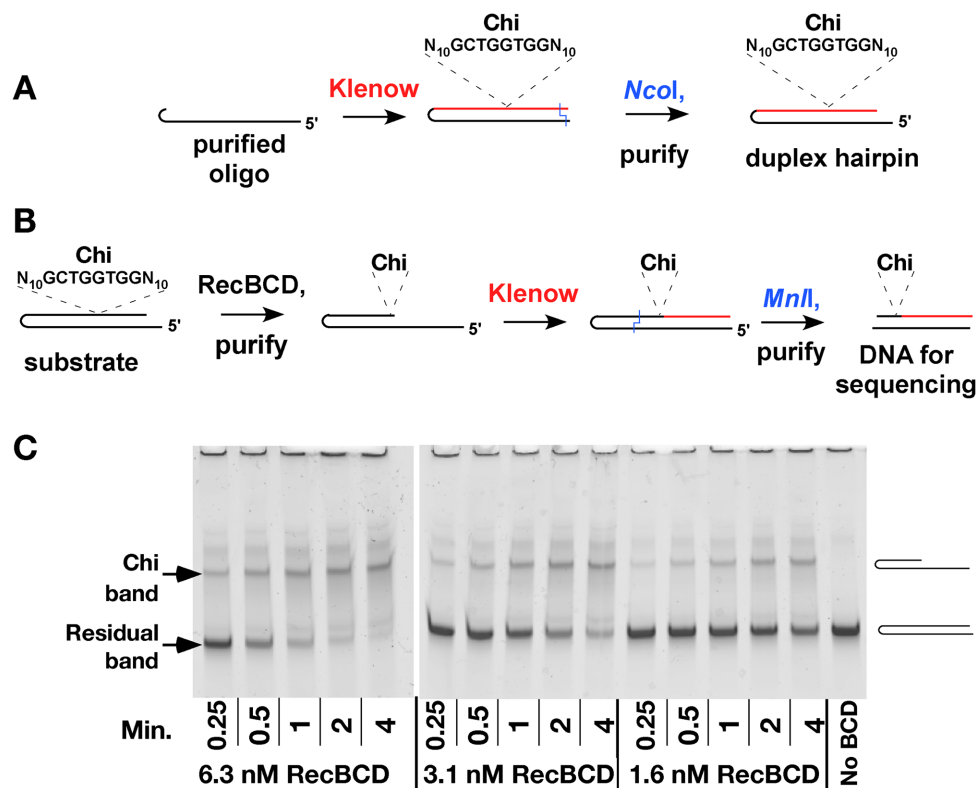 A
purified
oligo
5'
Klenow
Chi
N10GCTGGTGGN10
5'
NcoI,
purify
Chi
N10GCTGGTGGN10
5'
duplex hairpin
B
Chi
N10GCTGGTGGN10
5'
substrate
RecBCD,
purify
Chi
5'
Klenow
Chi
5'
MnlI,
purify
Chi
DNA for
sequencing
C
Chi
band
Residual
band
Min.
0.25 0.5 1 2 4 0.25 0.5 1 2 4 0.25 0.5 1 2 4 No BCD
6.3 nM RecBCD 3.1 nM RecBCD 1.6 nM RecBCD